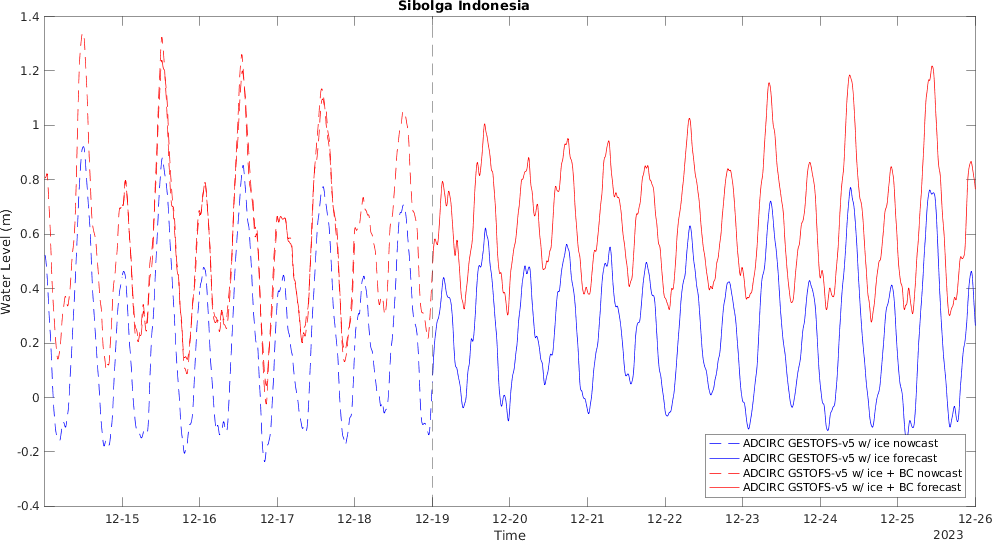 Sibolga Indonesia
1.4
1.2
1
0.8
0.6
0.4
0.2
0
-0.2
-0.4
Water Level (m)
ADCIRC GESTOFS-v5 w/ ice nowcast
ADCIRC GESTOFS-v5 w/ ice forecast
ADCIRC GSTOFS-v5 w/ ice + BC nowcast
ADCIRC GSTOFS-v5 w/ ice + BC forecast
12-15 12-16 12-17 12-18 12-19 12-20 12-21 12-22 12-23 12-24 12-25 12-26
Time
2023